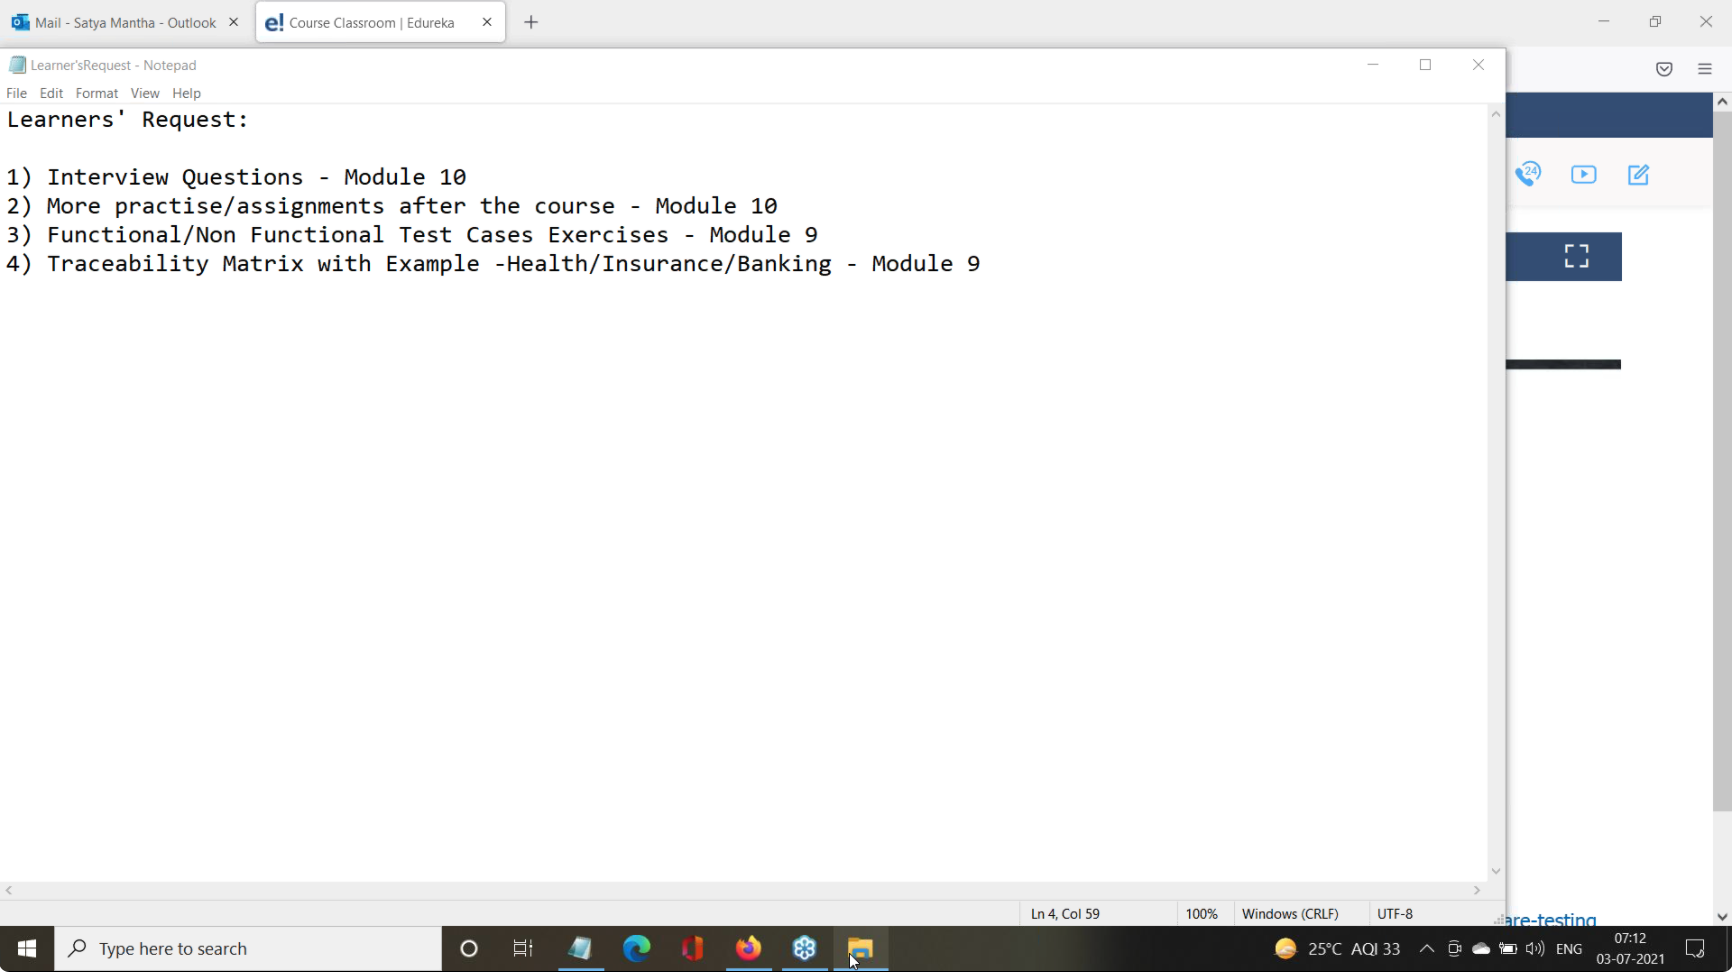 Mail - Satya Mantha - Outlook
e! Course Classroom | Edureka
Learner'sRequest - Notepad
File Edit Format View Help
Learners' Request:
1) Interview Questions - Module 10
2) More practise/assignments after the course - Module 10
3) Functional/Non Functional Test Cases Exercises - Module 9
4) Traceability Matrix with Example -Health/Insurance/Banking - Module 9
24
Ln 4, Col 59
100%
Windows (CRLF)
UTF-8
are-testing
Type here to search
25°C AQI 33
ENG
07:12
03-07-2021